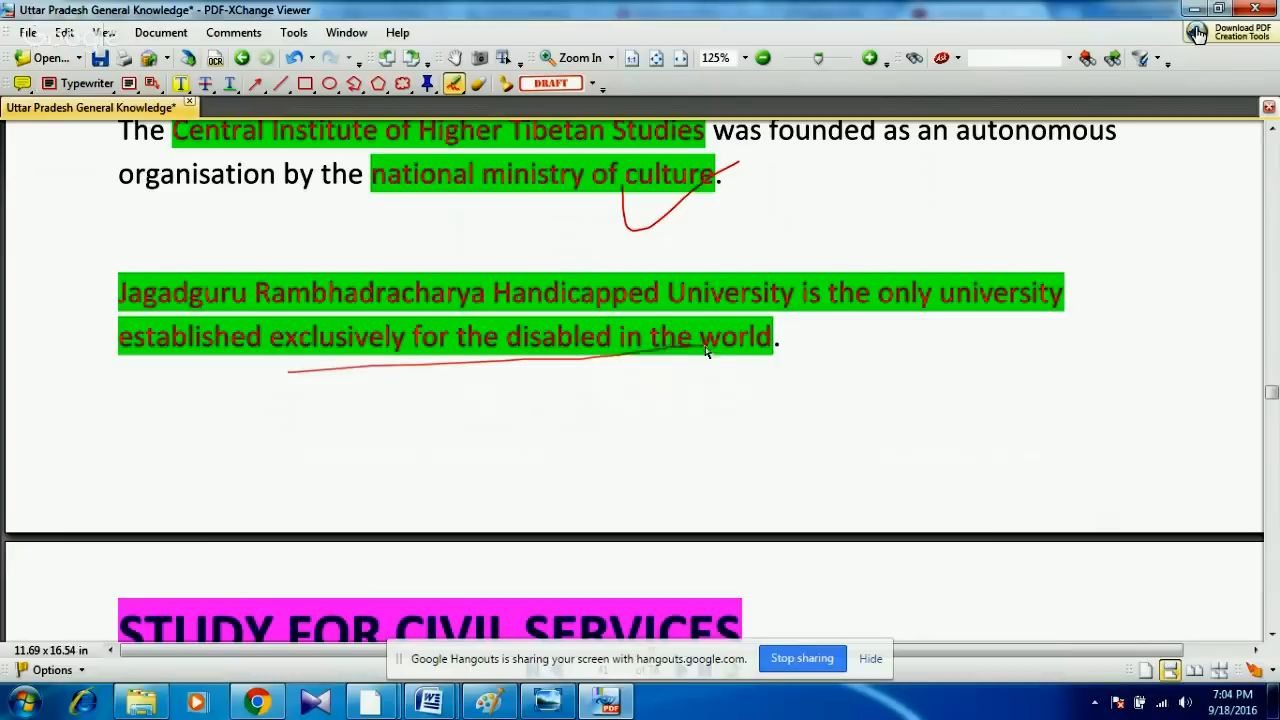 Uttar Pradesh General Knowledge* - PDF-XChange Viewer
File Edit View Document Comments Tools Window Help
Download PDF
Creation Tools
Open... OCR Zoom In 125%
Typewriter DRAFT
Uttar Pradesh General Knowledge*
The Central Institute of Higher Tibetan Studies was founded as an autonomous
organisation by the national ministry of culture.
Jagadguru Rambhadracharya Handicapped University is the only university
established exclusively for the disabled in the world.
STUDY FOR CIVIL SERVICES
11.69 x 16.54 in
Google Hangouts is sharing your screen with hangouts.google.com. Stop sharing Hide
Options
7:04 PM
9/18/2016